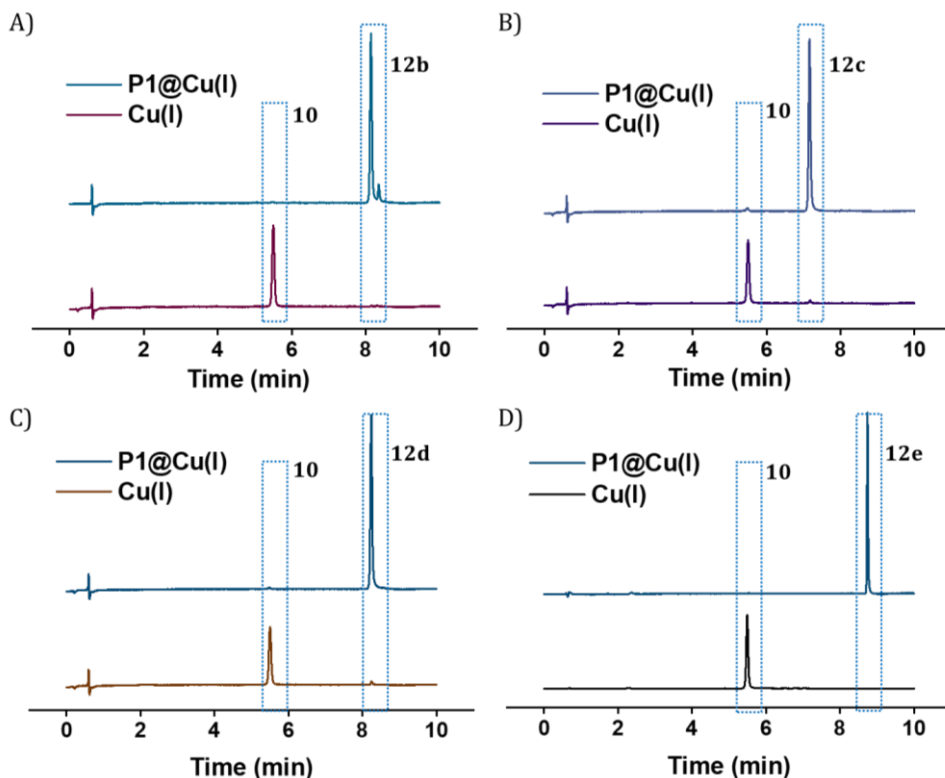 A)
P1@Cu(I)
Cu(I)
10
12b
0 2 4 6 8 10
Time (min)
B)
P1@Cu(I)
Cu(I)
10
12c
0 2 4 6 8 10
Time (min)
C)
P1@Cu(I)
Cu(I)
10
12d
0 2 4 6 8 10
Time (min)
D)
P1@Cu(I)
Cu(I)
10
12e
0 2 4 6 8 10
Time (min)